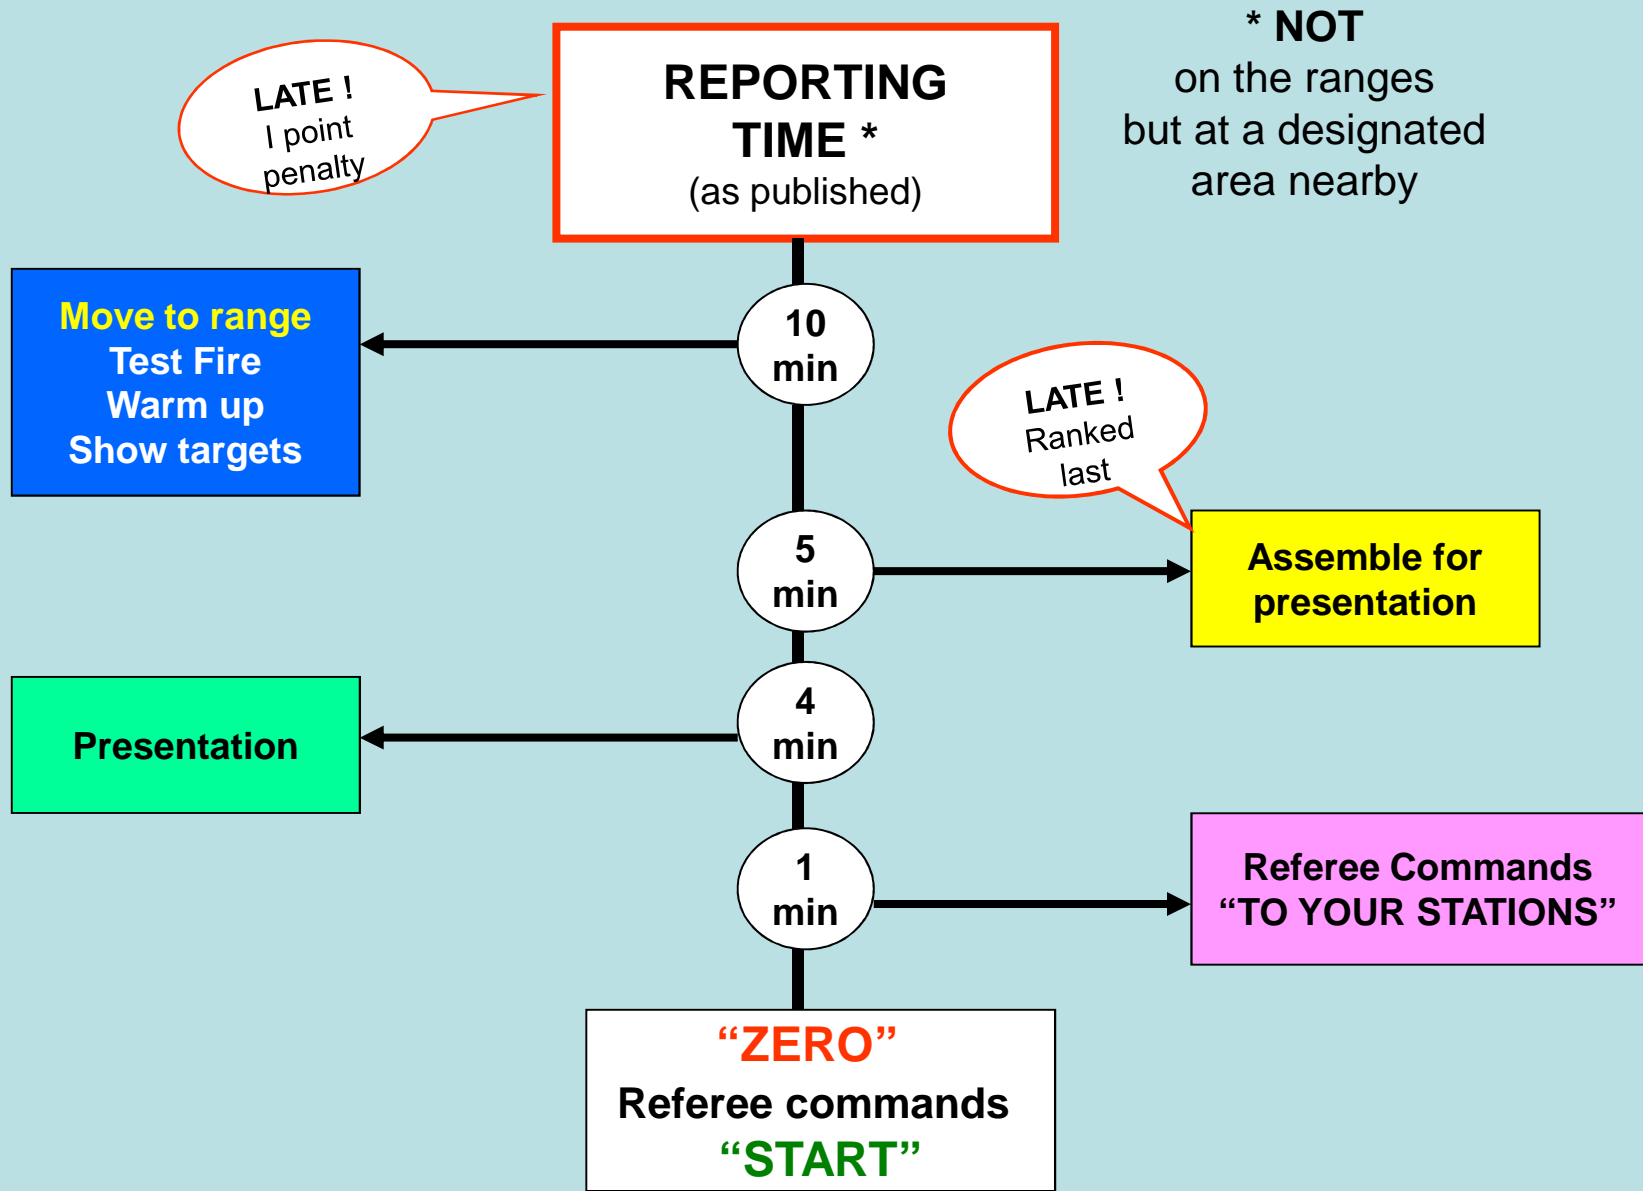 * NOT
on the ranges
but at a designated
area nearby
REPORTING
TIME *
(as published)
LATE !
I point
penalty
10
min
Move to range
Test Fire
Warm up
Show targets
LATE !
Ranked
last
5
min
Assemble for
presentation
4
min
Presentation
1
min
Referee Commands
“TO YOUR STATIONS”
“ZERO”
Referee commands
“START”